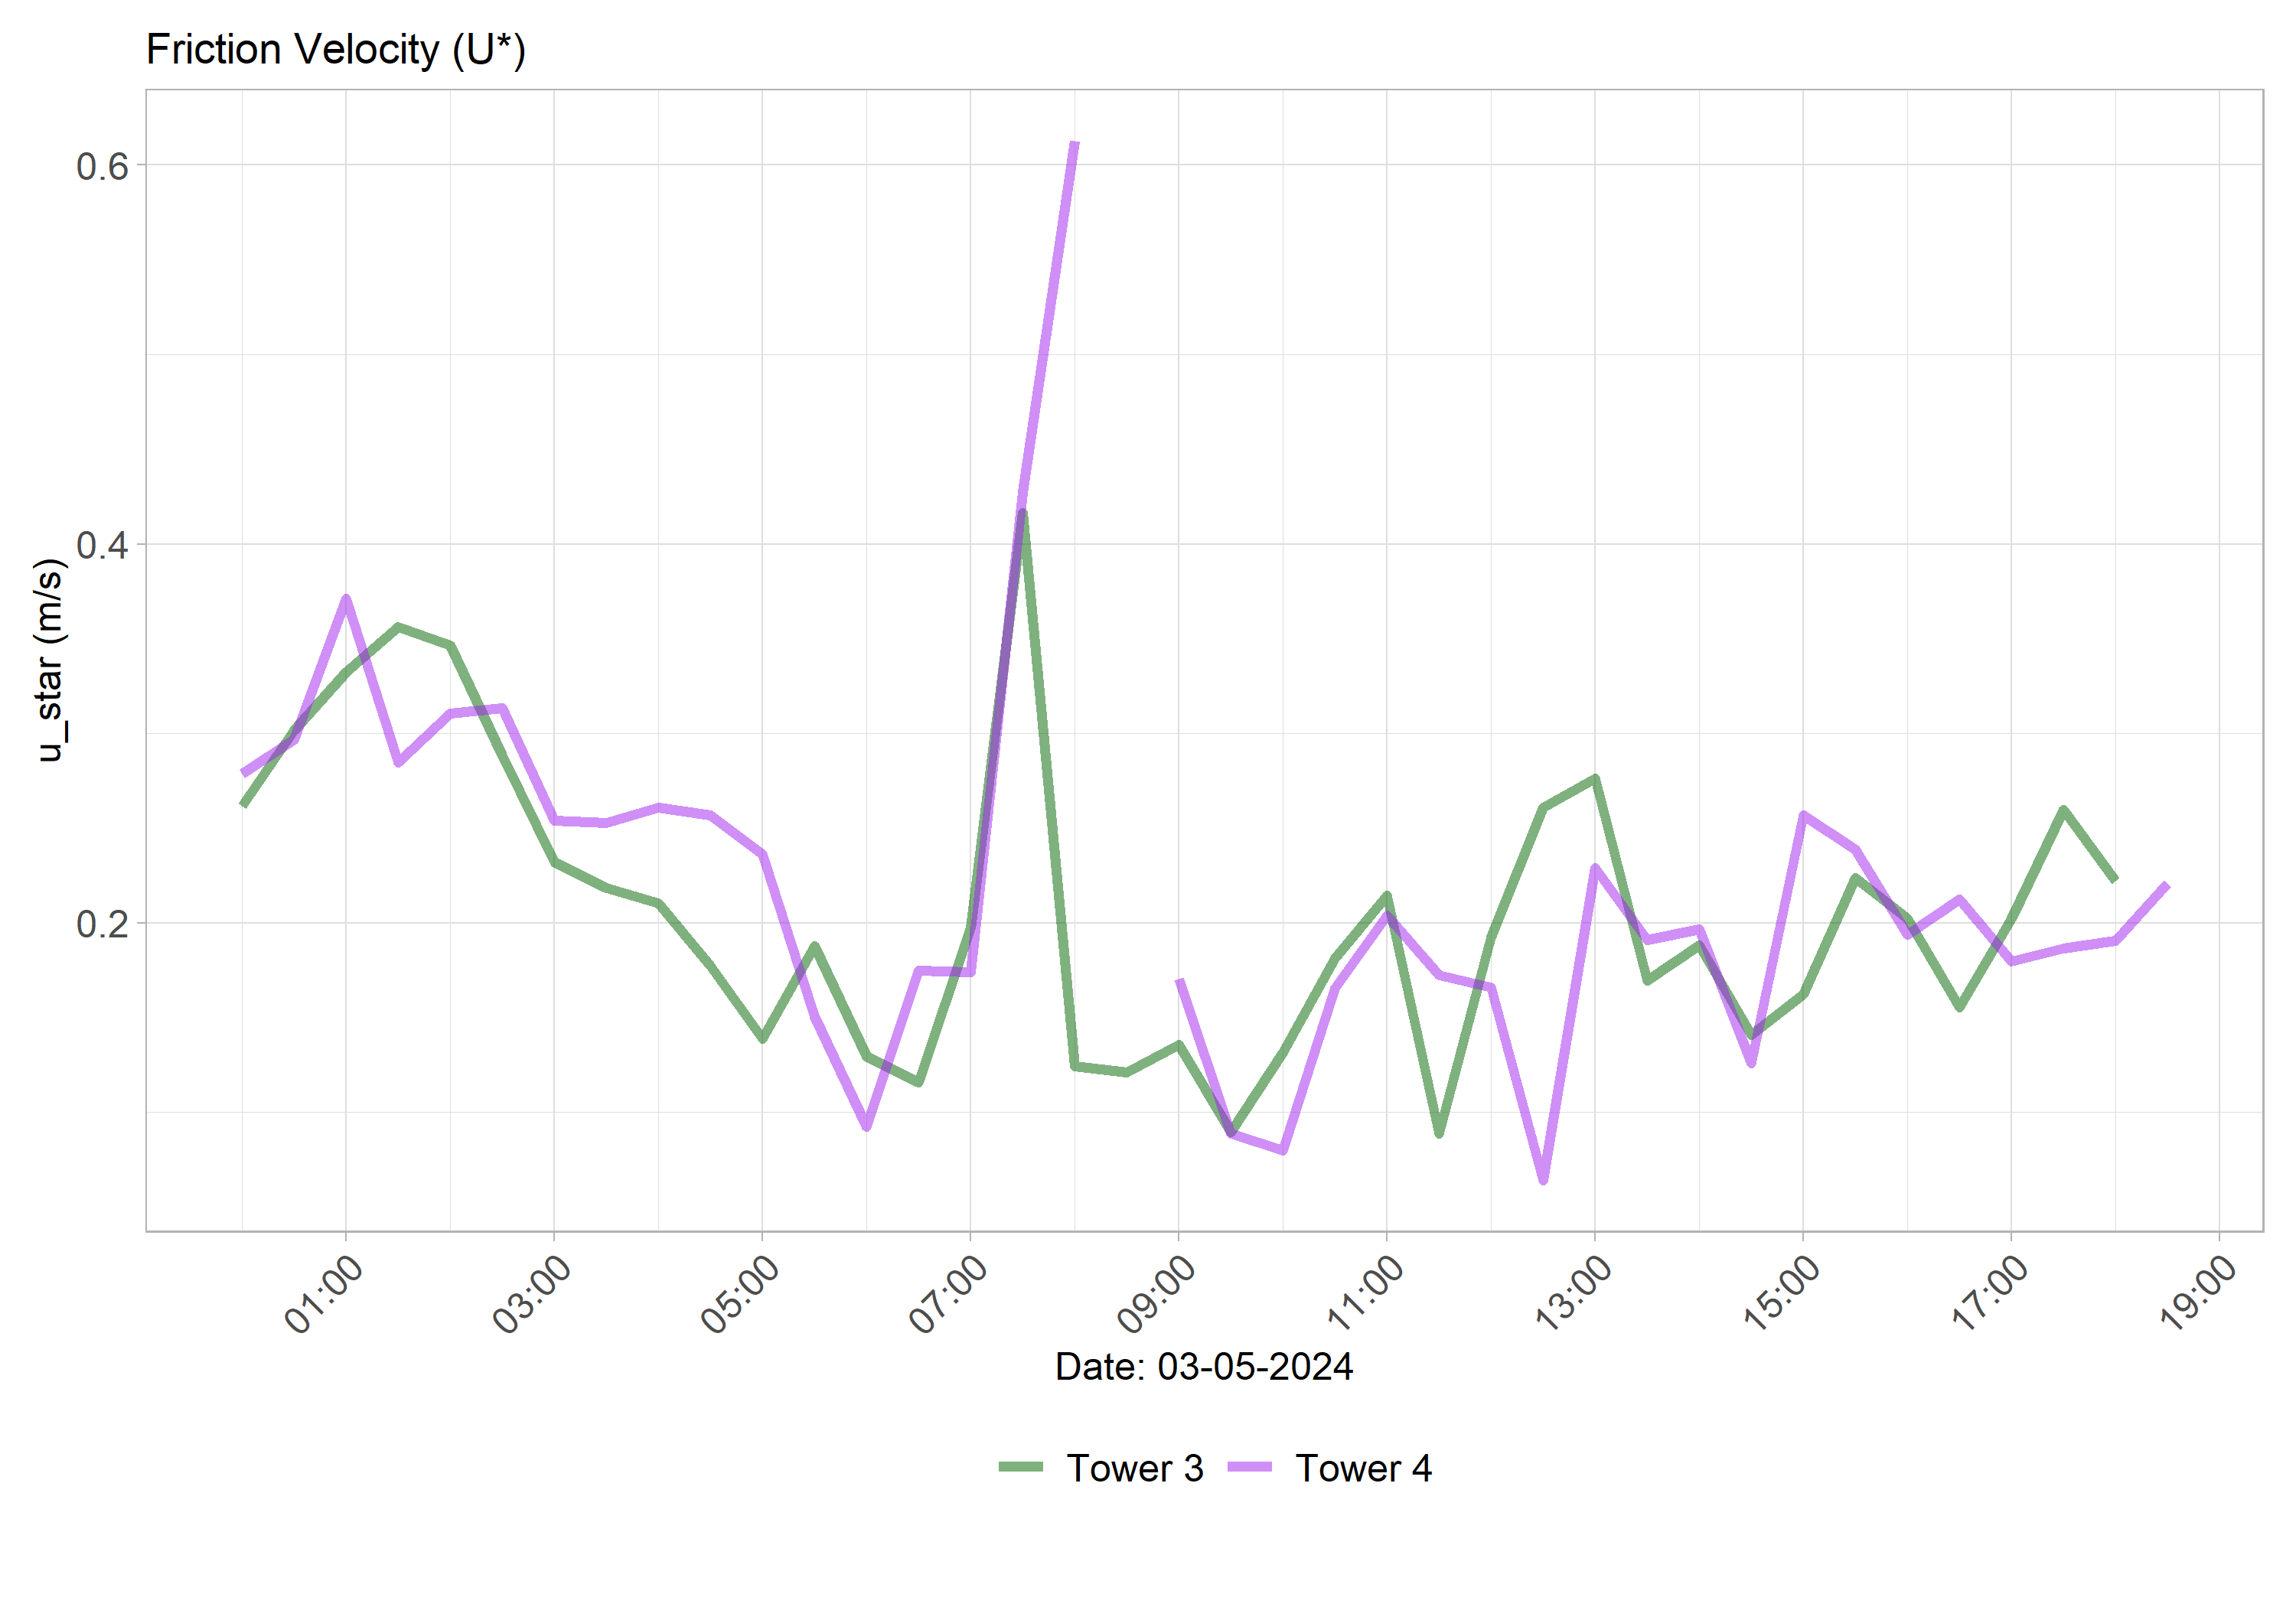 Friction Velocity (U*)
u_star (m/s)
0.6
0.4
0.2
01:00 03:00 05:00 07:00 09:00 11:00 13:00 15:00 17:00 19:00
Date: 03-05-2024
Tower 3 Tower 4